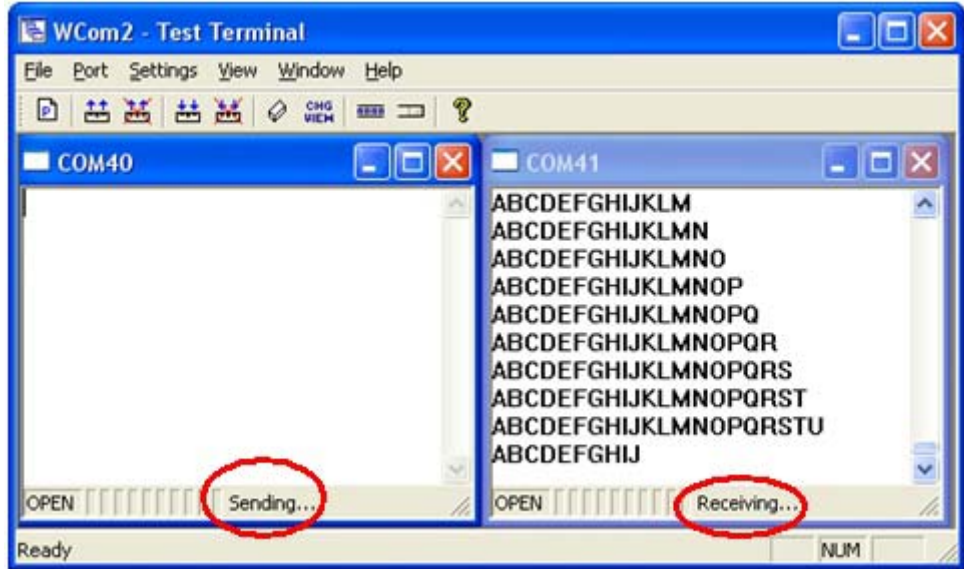 WCom2 - Test Terminal
File Port Settings View Window Help
P CHG VIEW ?
COM40
OPEN Sending...
COM41
ABCDEFGHIJKLM
ABCDEFGHIJKLMN
ABCDEFGHIJKLMNO
ABCDEFGHIJKLMNOP
ABCDEFGHIJKLMNOPQ
ABCDEFGHIJKLMNOPQR
ABCDEFGHIJKLMNOPQRS
ABCDEFGHIJKLMNOPQRST
ABCDEFGHIJKLMNOPQRSTU
ABCDEFGHIJ
OPEN Receiving...
Ready NUM